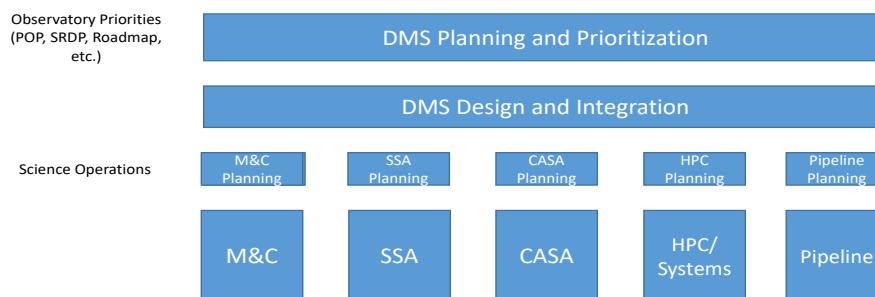 Observatory Priorities
(POP, SRDP, Roadmap,
etc.)
DMS Planning and Prioritization
DMS Design and Integration
Science Operations
M&C
Planning
SSA
Planning
CASA
Planning
HPC
Planning
Pipeline
Planning
M&C
SSA
CASA
HPC/
Systems
Pipeline